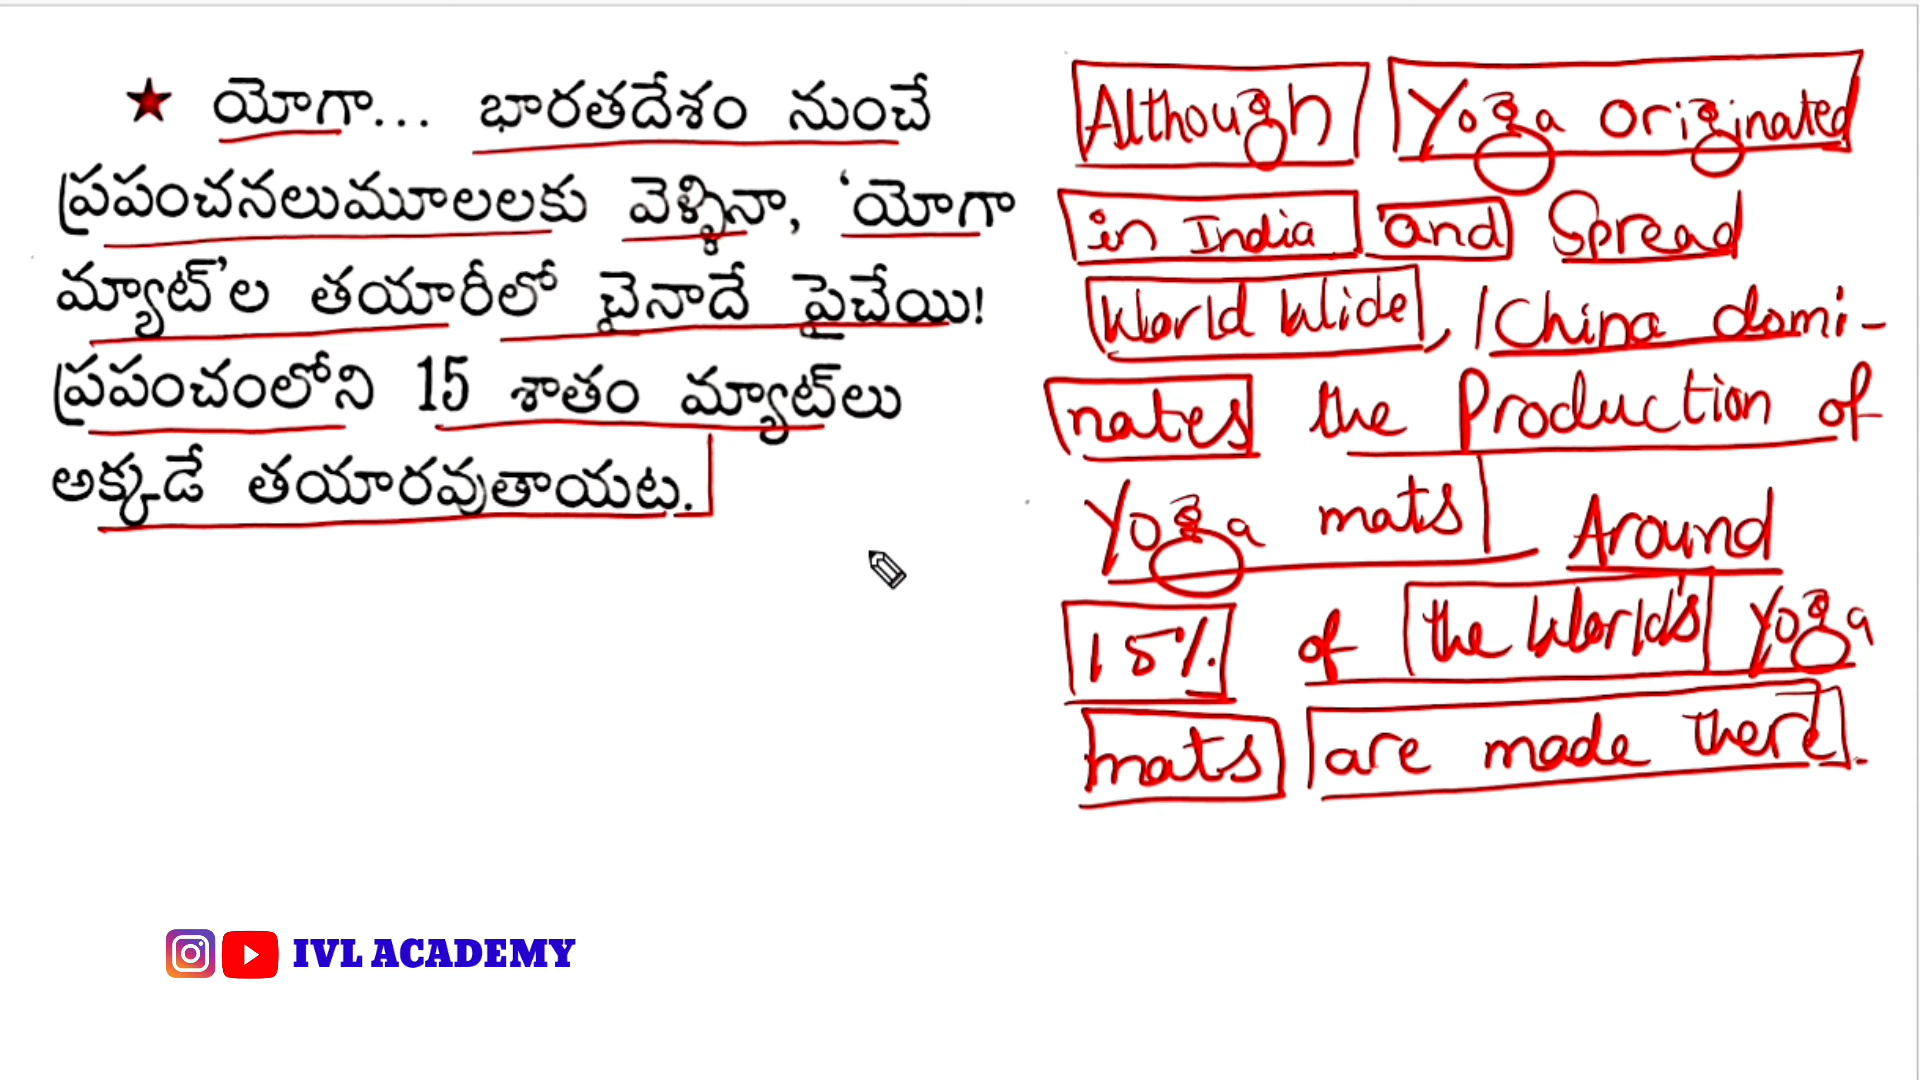 ★ యోగా... భారతదేశం నుంచే
ప్రపంచనలుమూలలకు వెళ్ళినా, ‘యోగా
మ్యాట్’ల తయారీలో చైనాదే పైచేయి!
ప్రపంచంలోని 15 శాతం మ్యాట్‌లు
అక్కడే తయారవుతాయట.
Although Yoga originated
in India and Spread
World Wide, China domi-
nates the Production of
Yoga mats Around
15% of the World's Yoga
mats are made there.
IVL ACADEMY